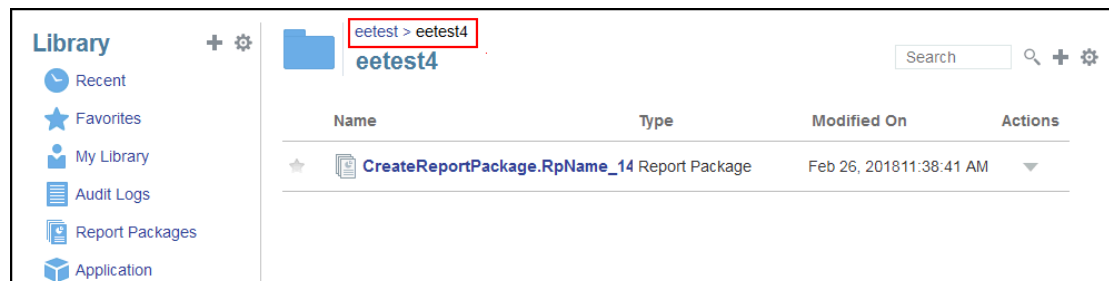 Library
Recent
Favorites
My Library
Audit Logs
Report Packages
Application
eetest > eetest4
eetest4
Search
Name Type Modified On Actions
CreateReportPackage.RpName_14 Report Package Feb 26, 201811:38:41 AM